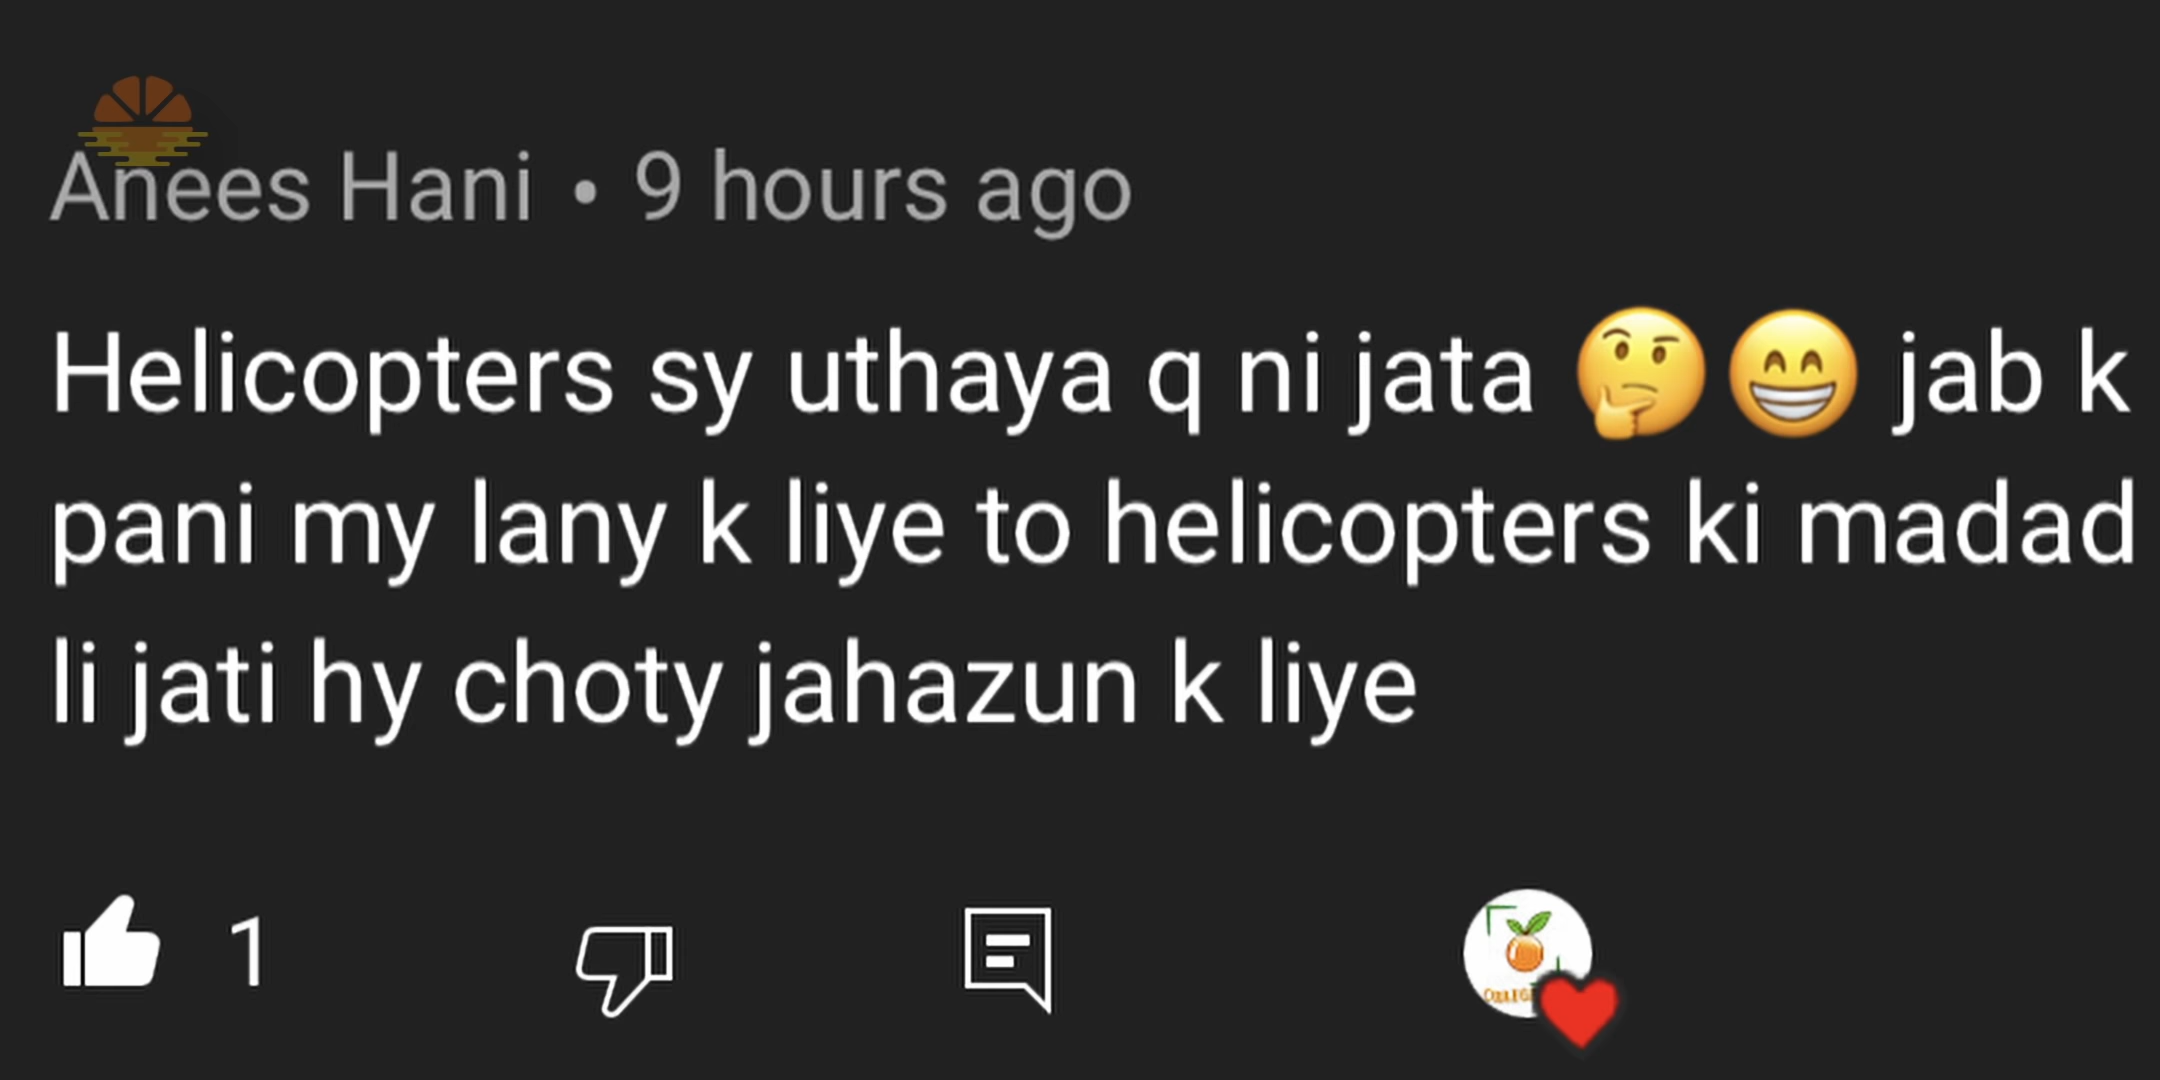 Anees Hani • 9 hours ago
Helicopters sy uthaya q ni jata 🤔😁 jab k
pani my lany k liye to helicopters ki madad
li jati hy choty jahazun k liye
1